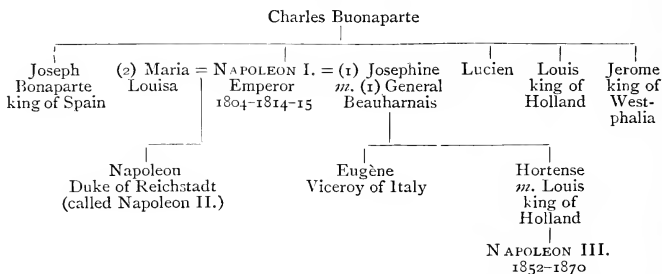 Charles Buonaparte
Joseph (2) Maria = NAPOLEON I. = (1) Josephine Lucien Louis Jerome
Bonaparte Louisa Emperor m. (1) General king of king of
king of Spain 1804–1814–15 Beauharnais Holland West-
phalia
Napoleon Eugène Hortense
Duke of Reichstadt Viceroy of Italy m. Louis
(called Napoleon II.) king of
Holland
NAPOLEON III.
1852–1870